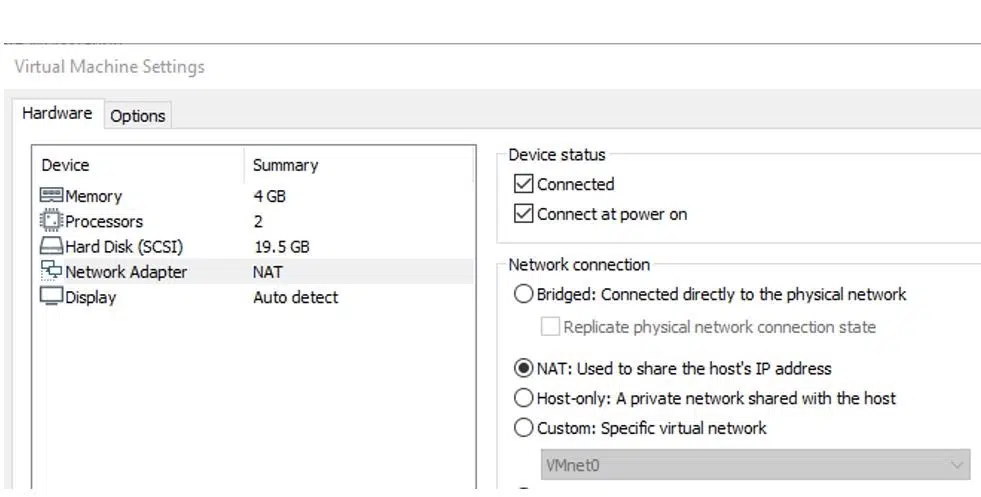 Virtual Machine Settings
Hardware Options
Device Summary
Memory 4 GB
Processors 2
Hard Disk (SCSI) 19.5 GB
Network Adapter NAT
Display Auto detect
Device status
Connected
Connect at power on
Network connection
Bridged: Connected directly to the physical network
Replicate physical network connection state
NAT: Used to share the host's IP address
Host-only: A private network shared with the host
Custom: Specific virtual network
VMnet0